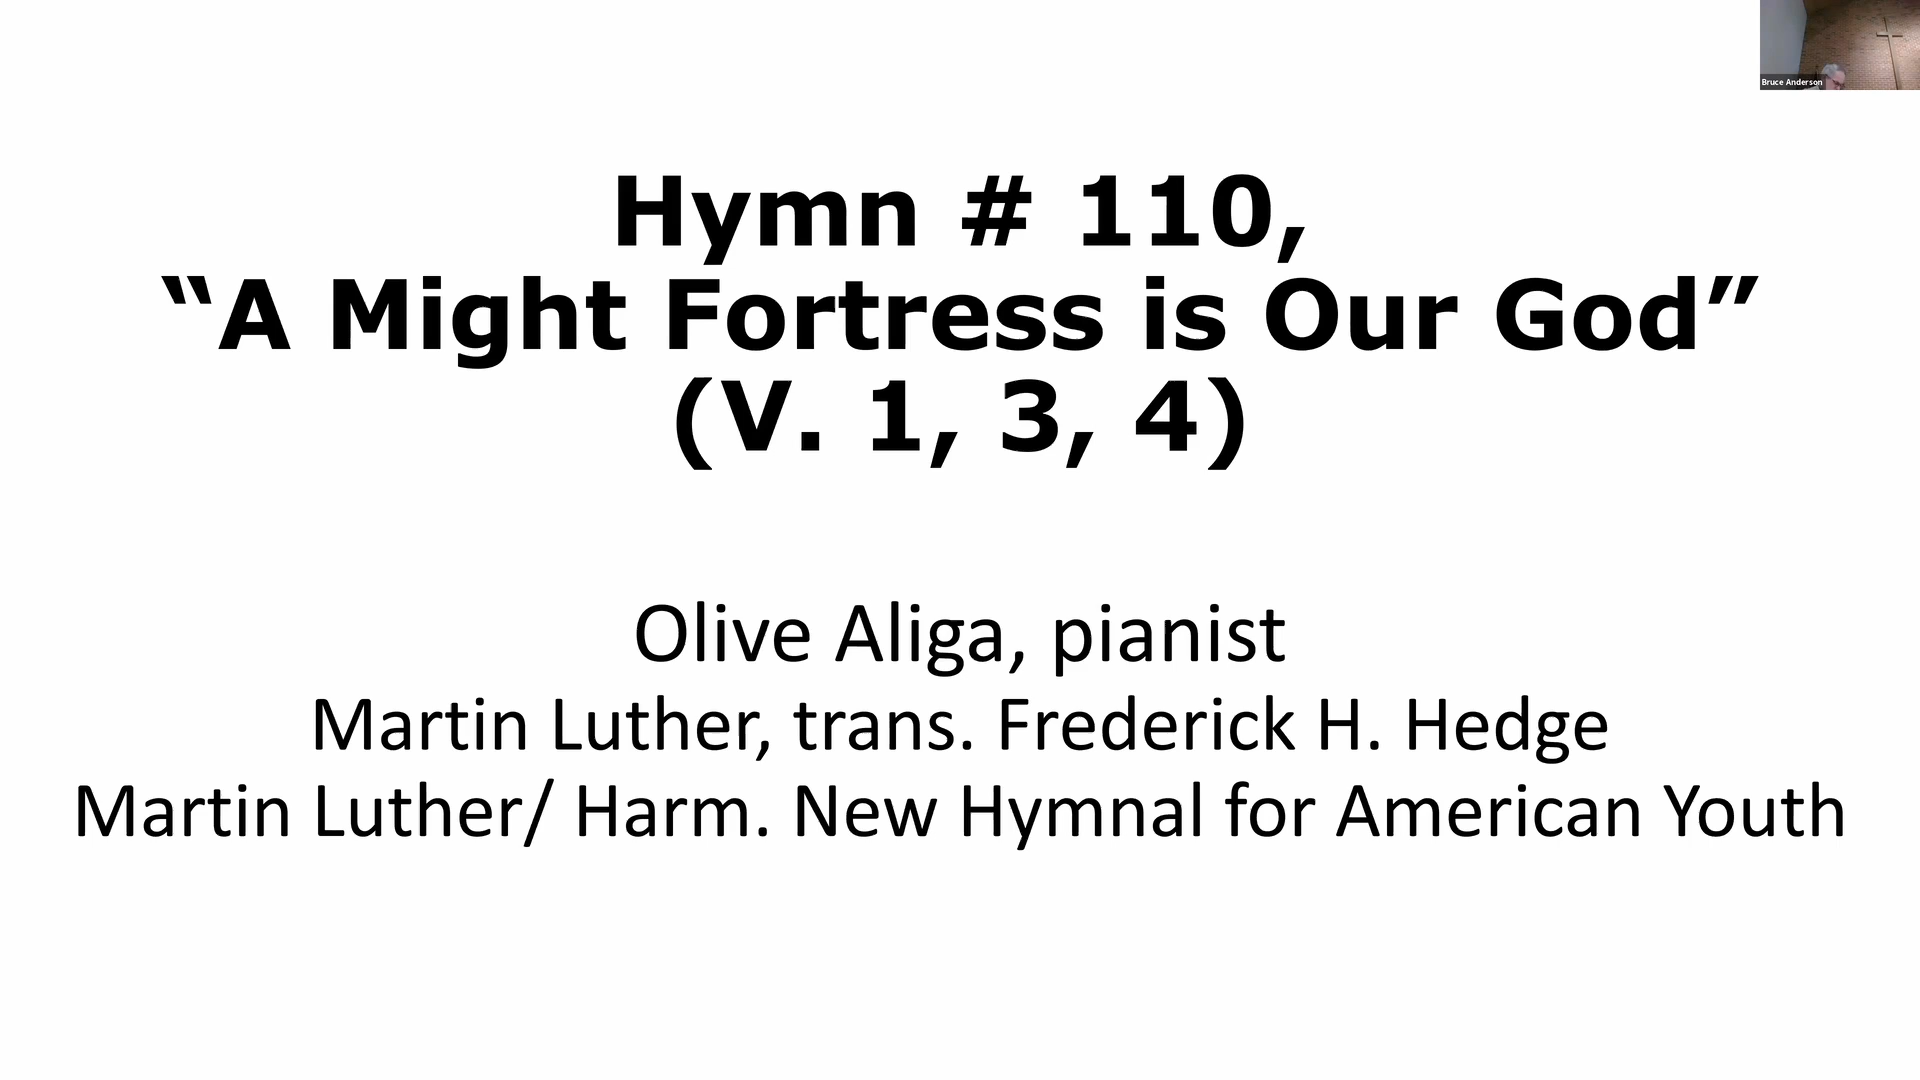 Bruce Anderson
Hymn # 110,
“A Might Fortress is Our God”
(V. 1, 3, 4)
Olive Aliga, pianist
Martin Luther, trans. Frederick H. Hedge
Martin Luther/ Harm. New Hymnal for American Youth